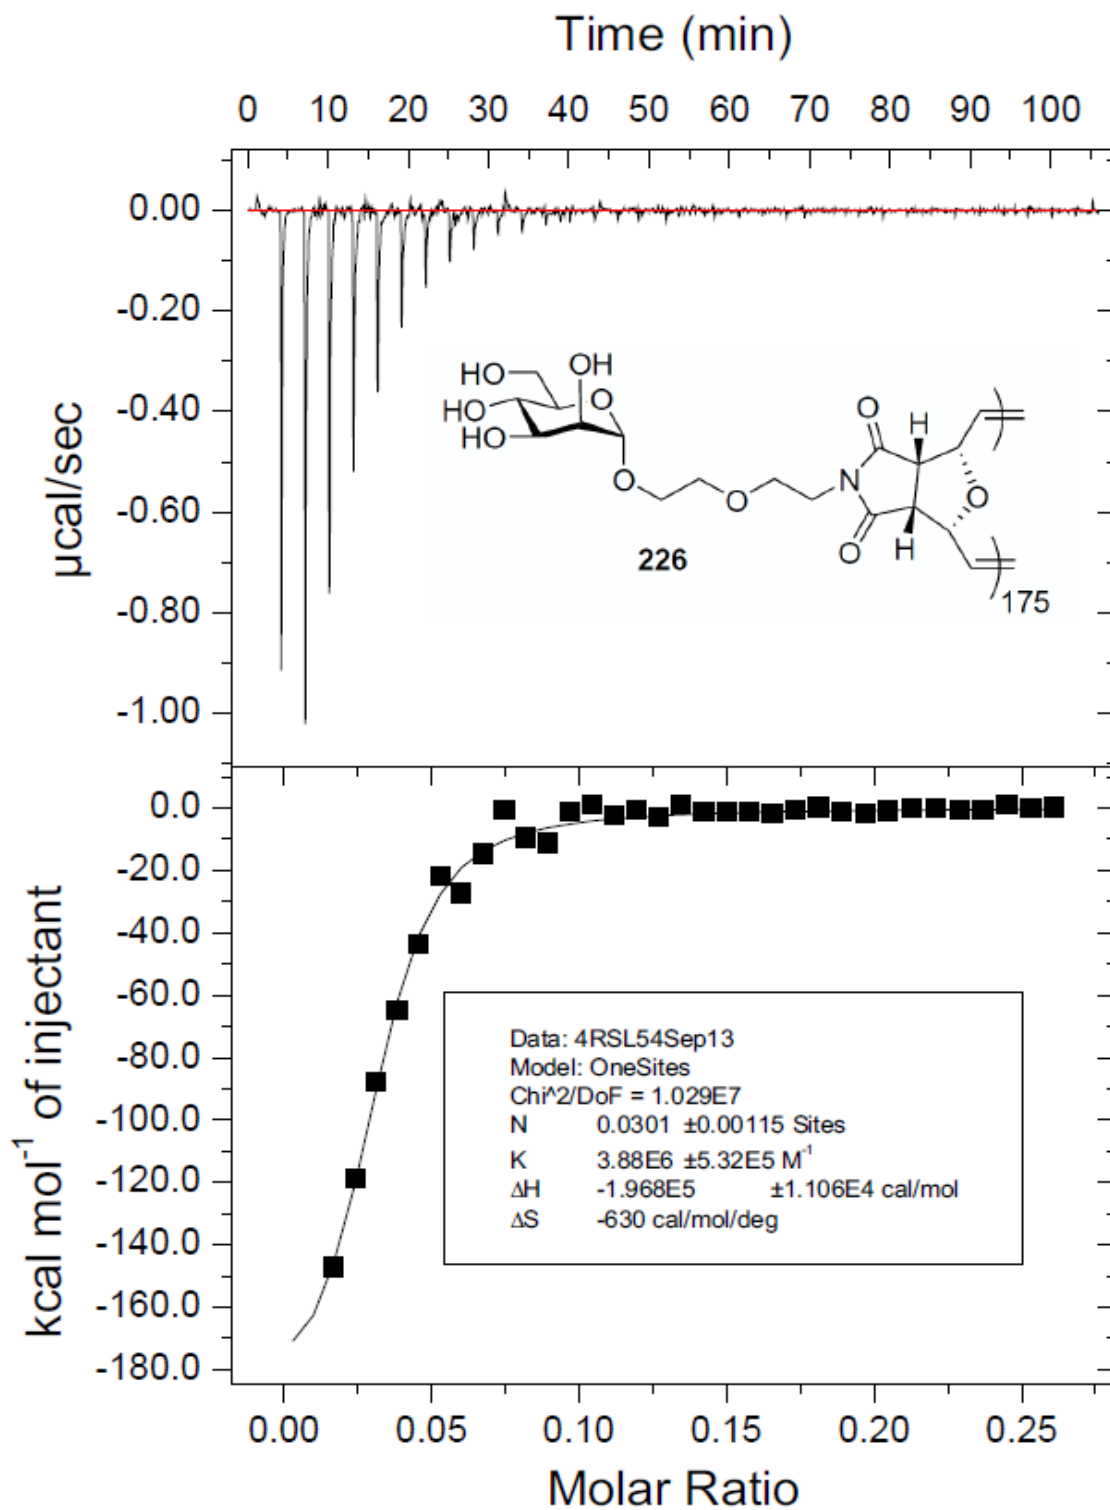 Time (min)
0 10 20 30 40 50 60 70 80 90 100
0.00
-0.20
-0.40
-0.60
-0.80
-1.00
µcal/sec
HO
OH
HO
HO
O
O
O
N
O
O
H
H
O
226
175
0.0
-20.0
-40.0
-60.0
-80.0
-100.0
-120.0
-140.0
-160.0
-180.0
kcal mol⁻¹ of injectant
Data: 4RSL54Sep13
Model: OneSites
Chi^2/DoF = 1.029E7
N 0.0301 ±0.00115 Sites
K 3.88E6 ±5.32E5 M⁻¹
ΔH -1.968E5 ±1.106E4 cal/mol
ΔS -630 cal/mol/deg
0.00 0.05 0.10 0.15 0.20 0.25
Molar Ratio